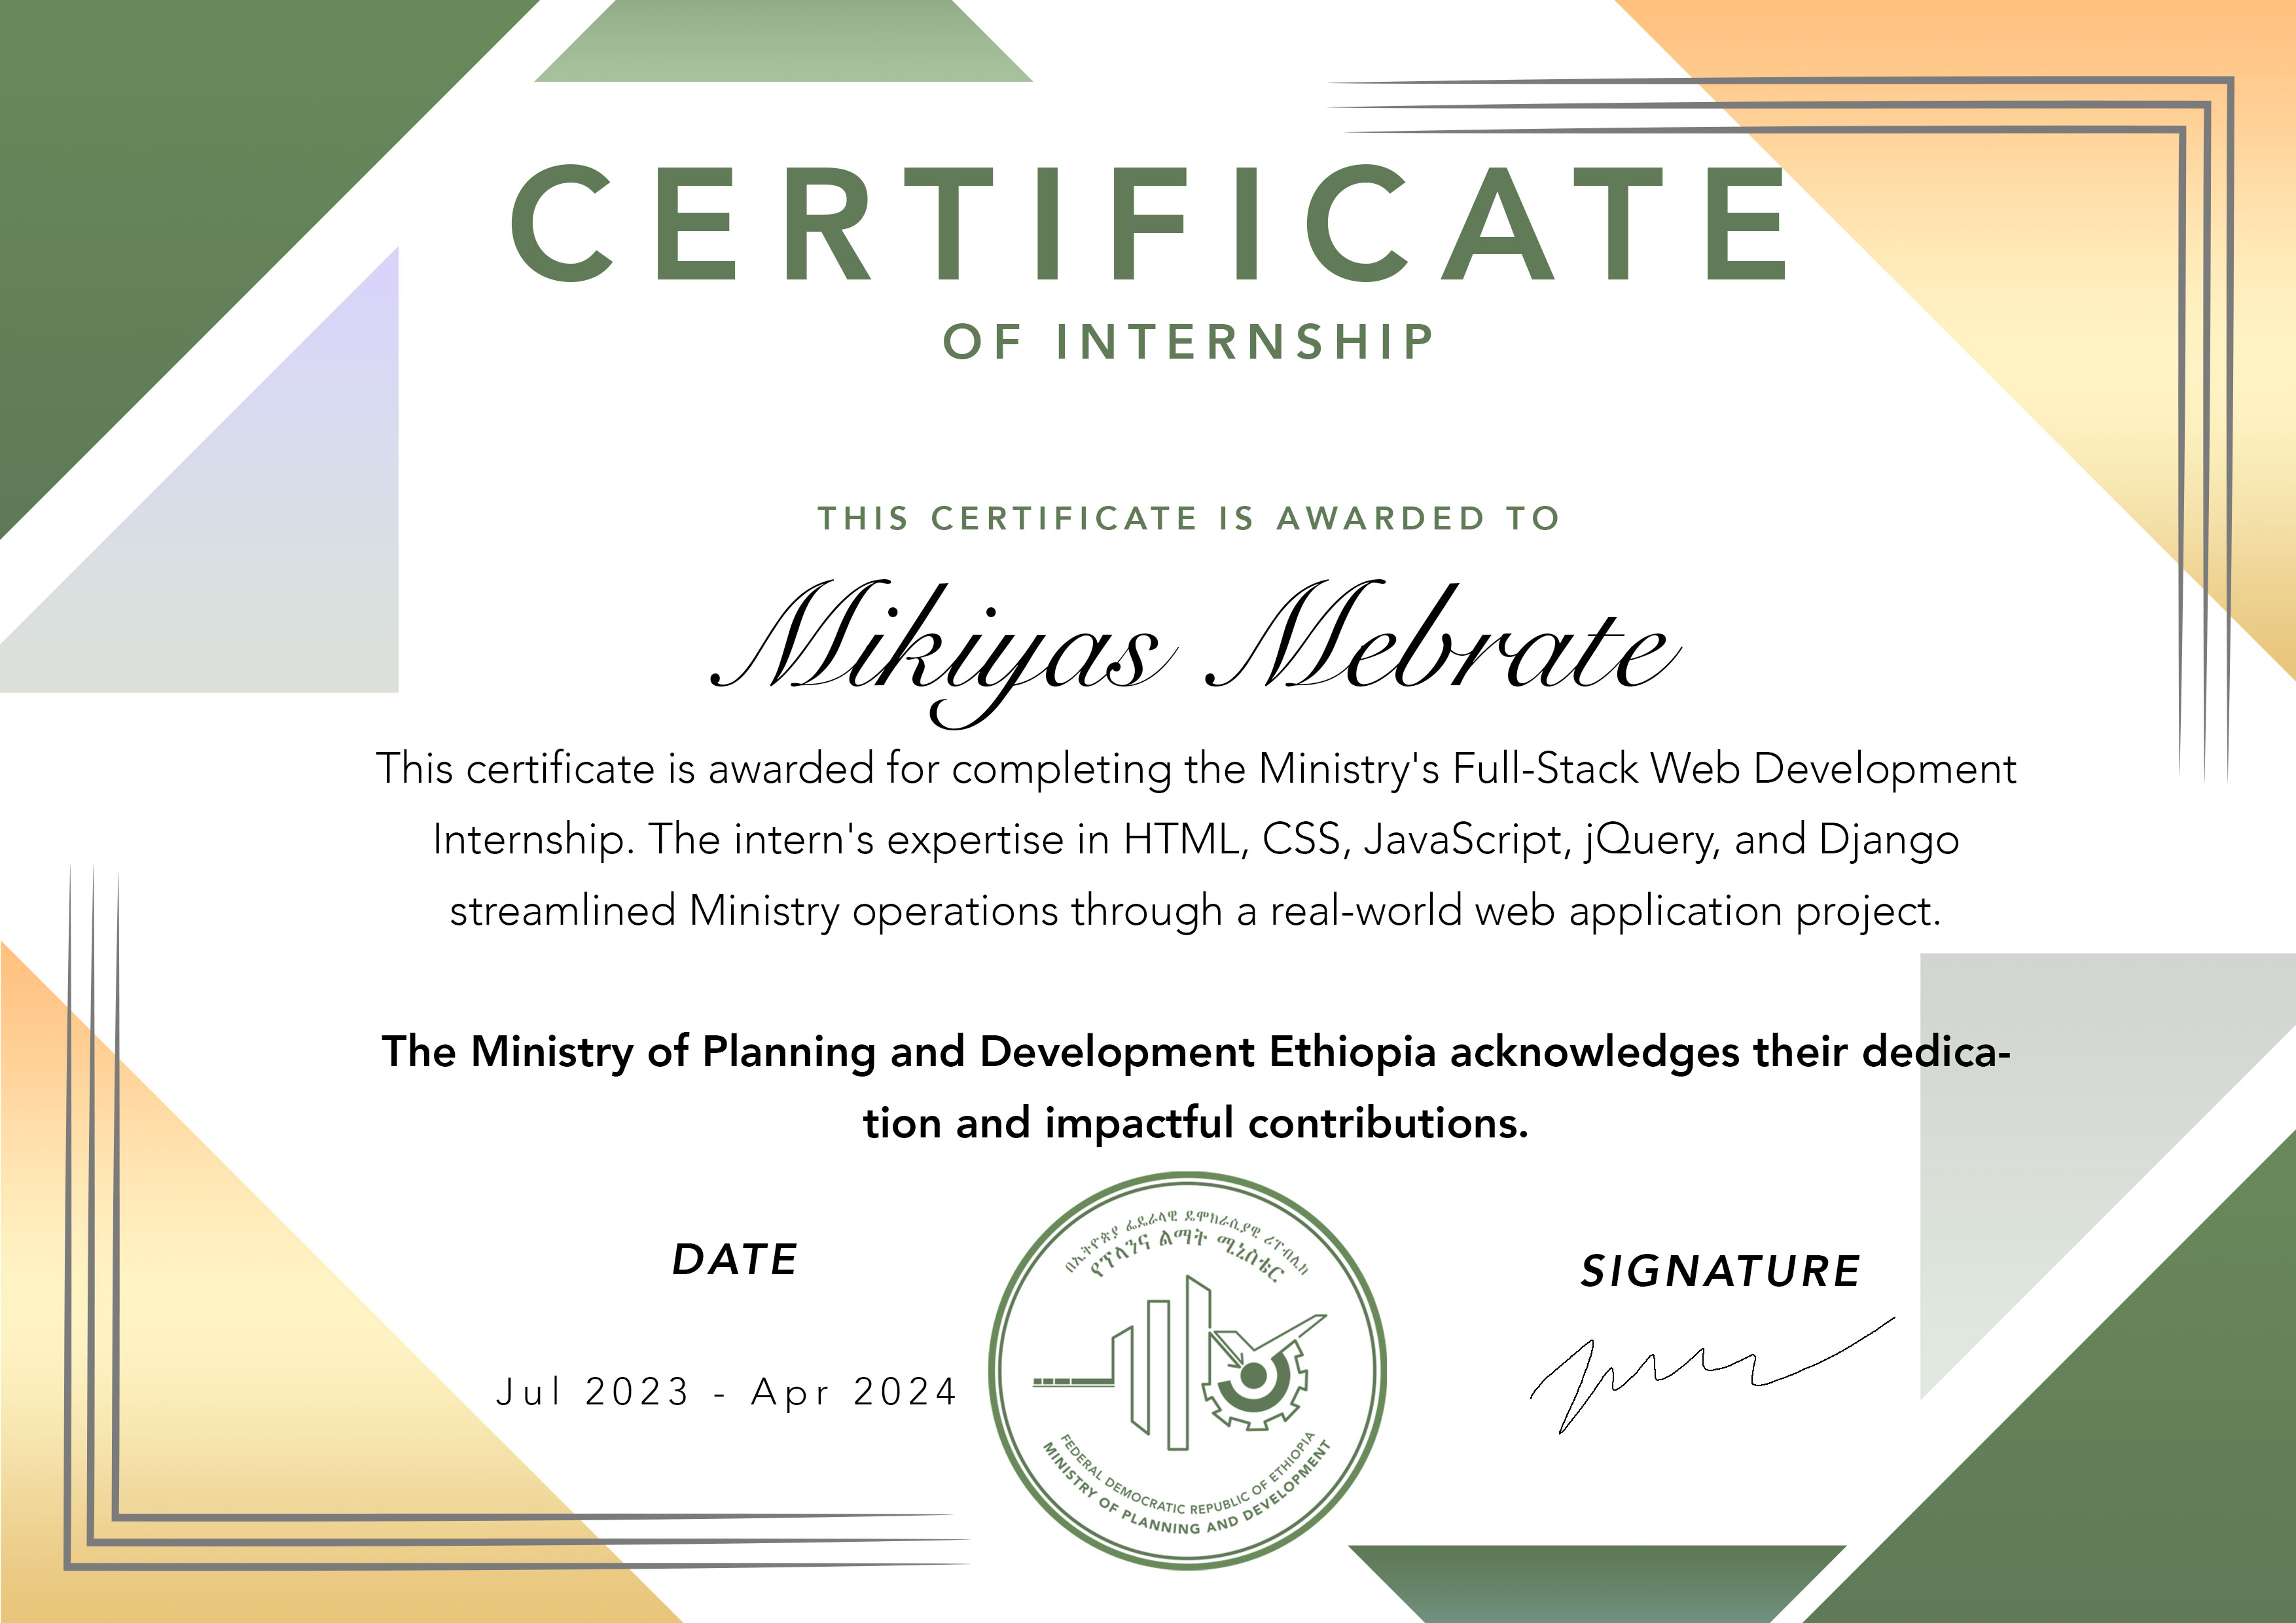 CERTIFICATE
OF INTERNSHIP
THIS CERTIFICATE IS AWARDED TO
Mikiyas Mebrate
This certificate is awarded for completing the Ministry's Full-Stack Web Development
Internship. The intern's expertise in HTML, CSS, JavaScript, jQuery, and Django
streamlined Ministry operations through a real-world web application project.
The Ministry of Planning and Development Ethiopia acknowledges their dedica-
tion and impactful contributions.
DATE
Jul 2023 - Apr 2024
በኢትዮጵያ ፌዴራላዊ ዴሞክራሲያዊ ሪፐብሊክ
የፕላንና ልማት ሚኒስቴር
FEDERAL DEMOCRATIC REPUBLIC OF ETHIOPIA
MINISTRY OF PLANNING AND DEVELOPMENT
SIGNATURE